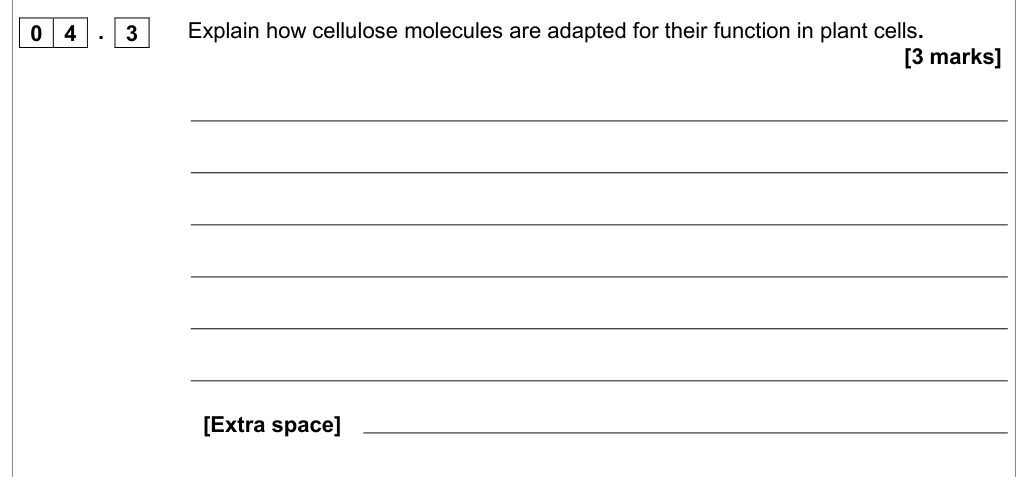 0 4 . 3 Explain how cellulose molecules are adapted for their function in plant cells.
[3 marks]
[Extra space]